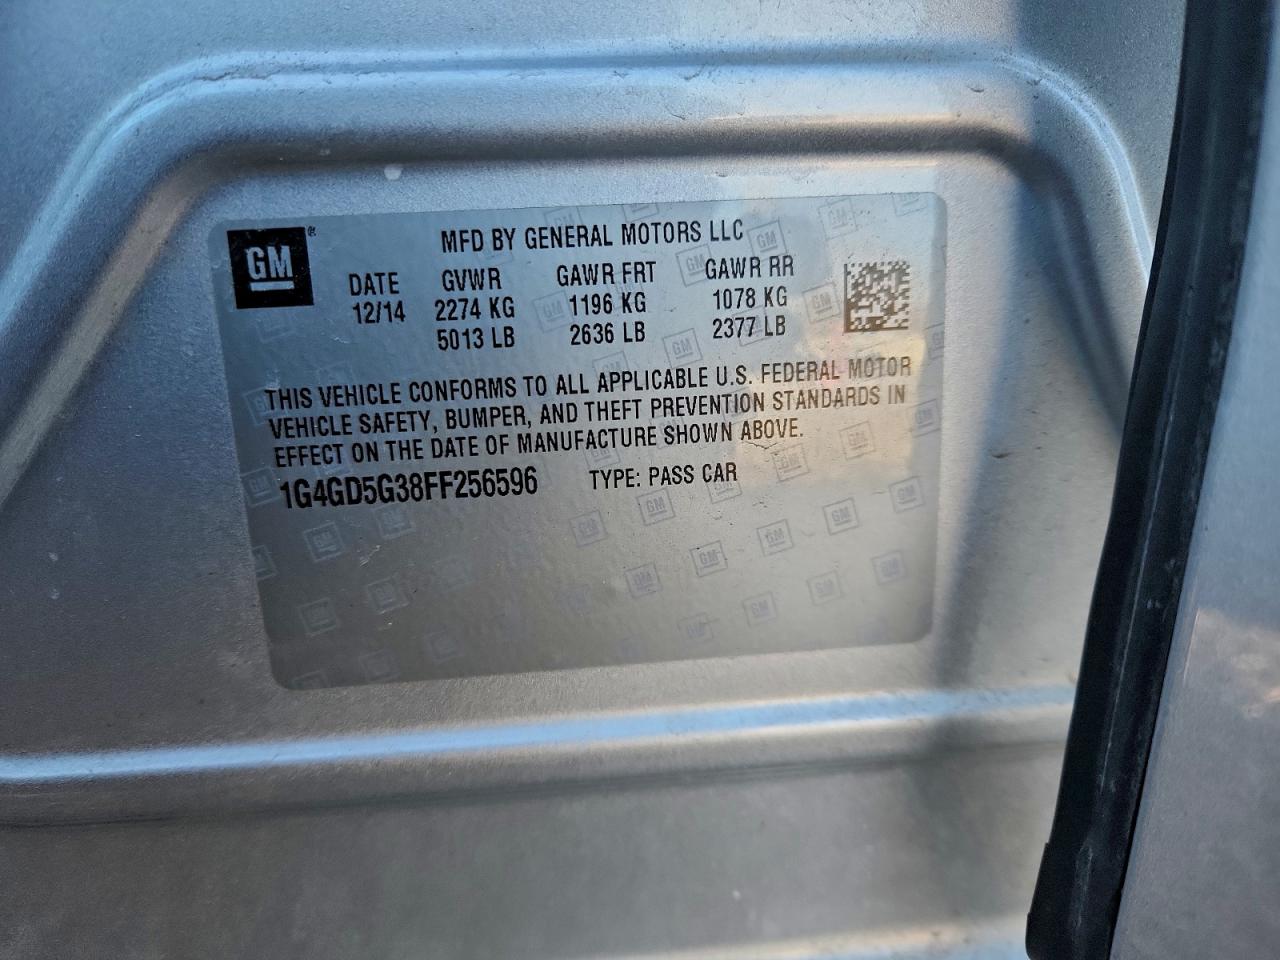 GM®
MFD BY GENERAL MOTORS LLC
DATE GVWR GAWR FRT GAWR RR
12/14 2274 KG 1196 KG 1078 KG
5013 LB 2636 LB 2377 LB
THIS VEHICLE CONFORMS TO ALL APPLICABLE U.S. FEDERAL MOTOR
VEHICLE SAFETY, BUMPER, AND THEFT PREVENTION STANDARDS IN
EFFECT ON THE DATE OF MANUFACTURE SHOWN ABOVE.
1G4GD5G38FF256596 TYPE: PASS CAR